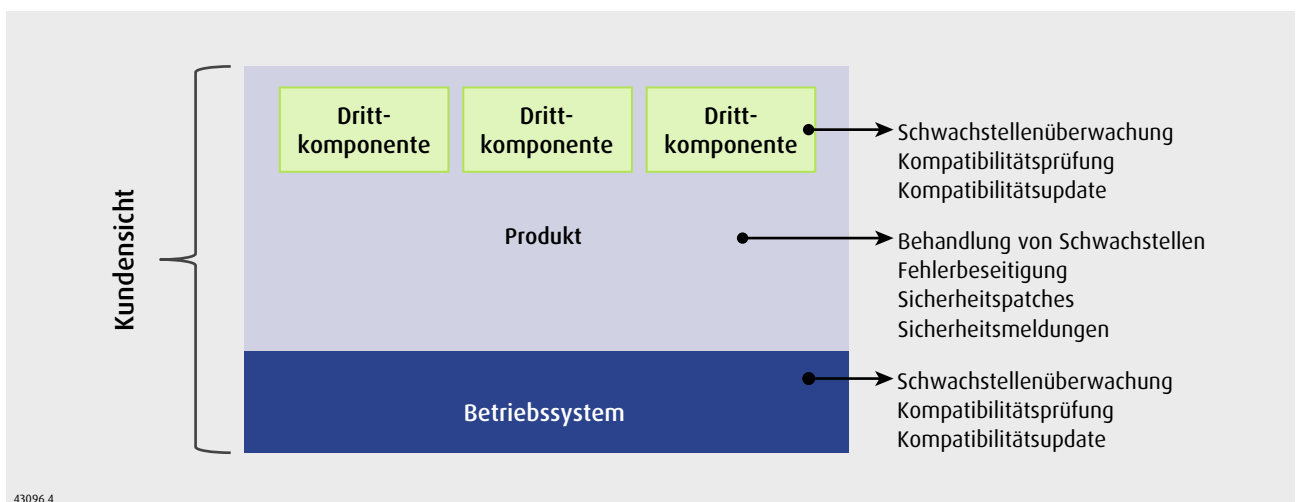 Kundensicht
Dritt-
komponente
Dritt-
komponente
Dritt-
komponente
Schwachstellenüberwachung
Kompatibilitätsprüfung
Kompatibilitätsupdate
Produkt
Behandlung von Schwachstellen
Fehlerbeseitigung
Sicherheitspatches
Sicherheitsmeldungen
Betriebssystem
Schwachstellenüberwachung
Kompatibilitätsprüfung
Kompatibilitätsupdate
43096.4